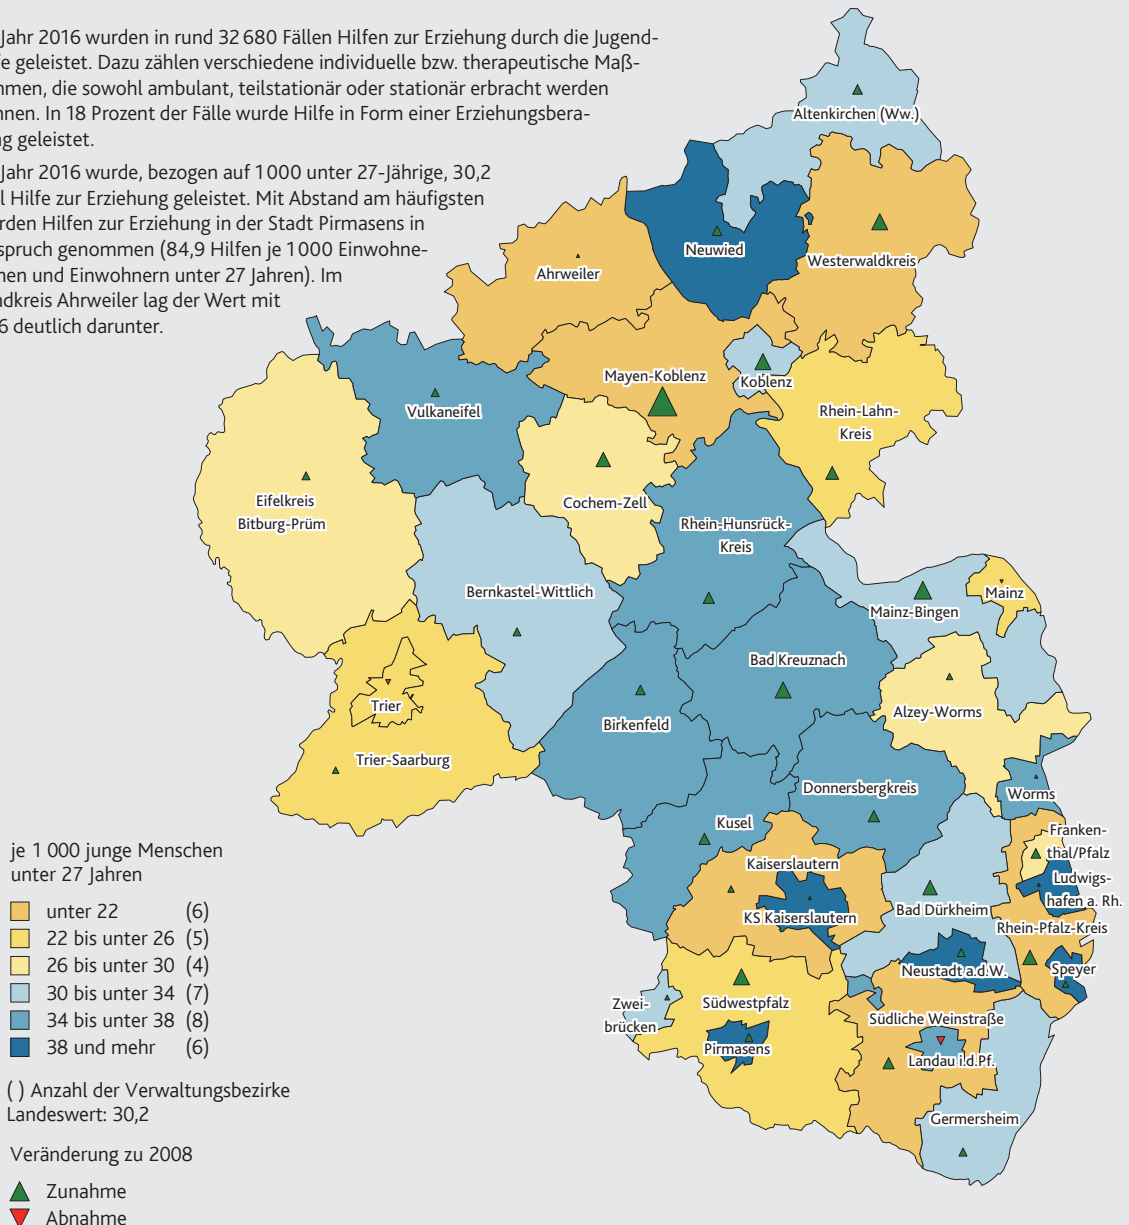 Jahr 2016 wurden in rund 32 680 Fällen Hilfen zur Erziehung durch die Jugend-
geleistet. Dazu zählen verschiedene individuelle bzw. therapeutische Maß-
die sowohl ambulant, teilstationär oder stationär erbracht werden
In 18 Prozent der Fälle wurde Hilfe in Form einer Erziehungsbera-
geleistet.
Jahr 2016 wurde, bezogen auf 1 000 unter 27-Jährige, 30,2
Hilfe zur Erziehung geleistet. Mit Abstand am häufigsten
Hilfen zur Erziehung in der Stadt Pirmasens in
genommen (84,9 Hilfen je 1 000 Einwohne-
und Einwohnern unter 27 Jahren). Im
Ahrweiler lag der Wert mit
deutlich darunter.
Altenkirchen (Ww.)
Neuwied
Westerwaldkreis
Ahrweiler
Mayen-Koblenz
Koblenz
Vulkaneifel
Rhein-Lahn-
Kreis
Cochem-Zell
Eifelkreis
Bitburg-Prüm
Rhein-Hunsrück-
Kreis
Bernkastel-Wittlich
Mainz
Mainz-Bingen
Bad Kreuznach
Trier
Birkenfeld
Alzey-Worms
Trier-Saarburg
Donnersbergkreis
Worms
Kusel
Franken-
thal/Pfalz
Kaiserslautern
Ludwigs-
hafen a. Rh.
KS Kaiserslautern
Bad Dürkheim
Rhein-Pfalz-Kreis
Neustadt a.d.W.
Speyer
Zwei-
brücken
Südwestpfalz
Südliche Weinstraße
Pirmasens
Landau i.d.Pf.
Germersheim
je 1 000 junge Menschen
unter 27 Jahren
unter 22 (6)
22 bis unter 26 (5)
26 bis unter 30 (4)
30 bis unter 34 (7)
34 bis unter 38 (8)
38 und mehr (6)
( ) Anzahl der Verwaltungsbezirke
Landeswert: 30,2
Veränderung zu 2008
Zunahme
Abnahme